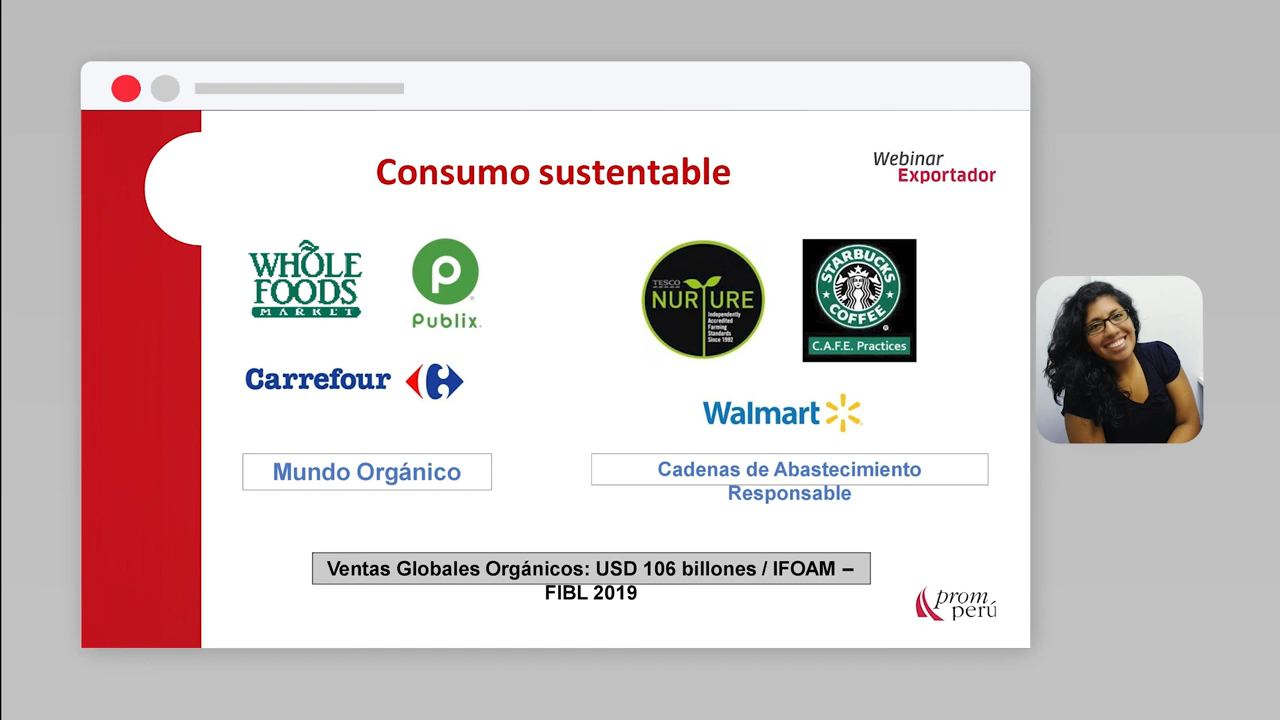 Consumo sustentable
Webinar
Exportador
WHOLE
FOODS
MARKET
Publix.
Carrefour
TESCO
NURTURE
Independently
Accredited
Farming
Standards
Since 1992
STARBUCKS
COFFEE
C.A.F.E. Practices
Walmart
Mundo Orgánico
Cadenas de Abastecimiento
Responsable
Ventas Globales Orgánicos: USD 106 billones / IFOAM –
FIBL 2019
prom
perú